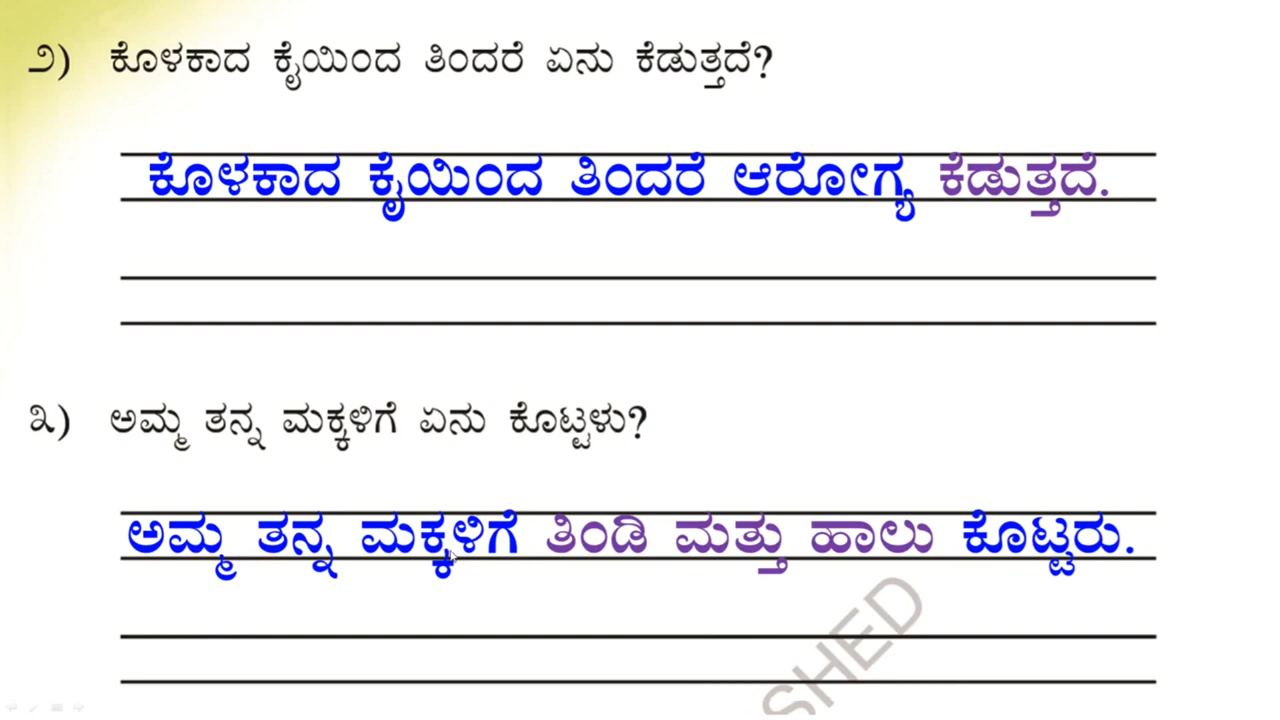 ೨) ಕೊಳಕಾದ ಕೈಯಿಂದ ತಿಂದರೆ ಏನು ಕೆಡುತ್ತದೆ?
ಕೊಳಕಾದ ಕೈಯಿಂದ ತಿಂದರೆ ಆರೋಗ್ಯ ಕೆಡುತ್ತದೆ.
೩) ಅಮ್ಮ ತನ್ನ ಮಕ್ಕಳಿಗೆ ಏನು ಕೊಟ್ಟಳು?
ಅಮ್ಮ ತನ್ನ ಮಕ್ಕಳಿಗೆ ತಿಂಡಿ ಮತ್ತು ಹಾಲು ಕೊಟ್ಟರು.
SHED